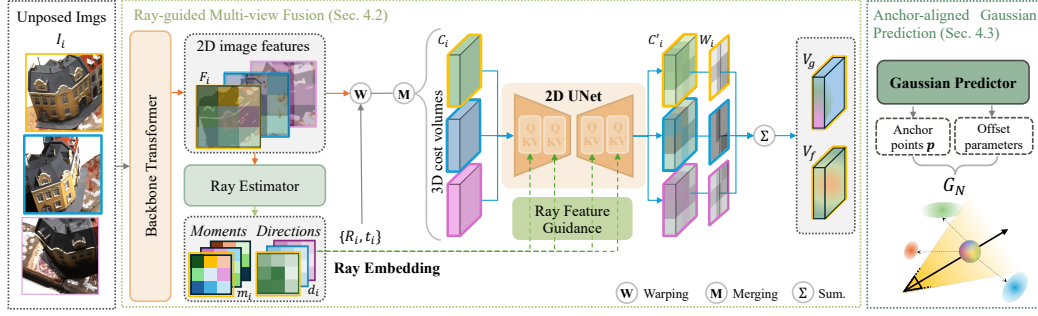 Unposed Imgs
I_i
Ray-guided Multi-view Fusion (Sec. 4.2)
Backbone Transformer
2D image features
F_i
Ray Estimator
Moments
Directions
m_i
d_i
{R_i, t_i}
Ray Embedding
W
M
3D cost volumes
C_i
2D UNet
Q
KV
Q
KV
Q
KV
Q
KV
Ray Feature
Guidance
C'_i
W_i
Σ
V_g
V_f
W Warping
M Merging
Σ Sum.
Anchor-aligned Gaussian
Prediction (Sec. 4.3)
Gaussian Predictor
Anchor
points p
Offset
parameters
G_N